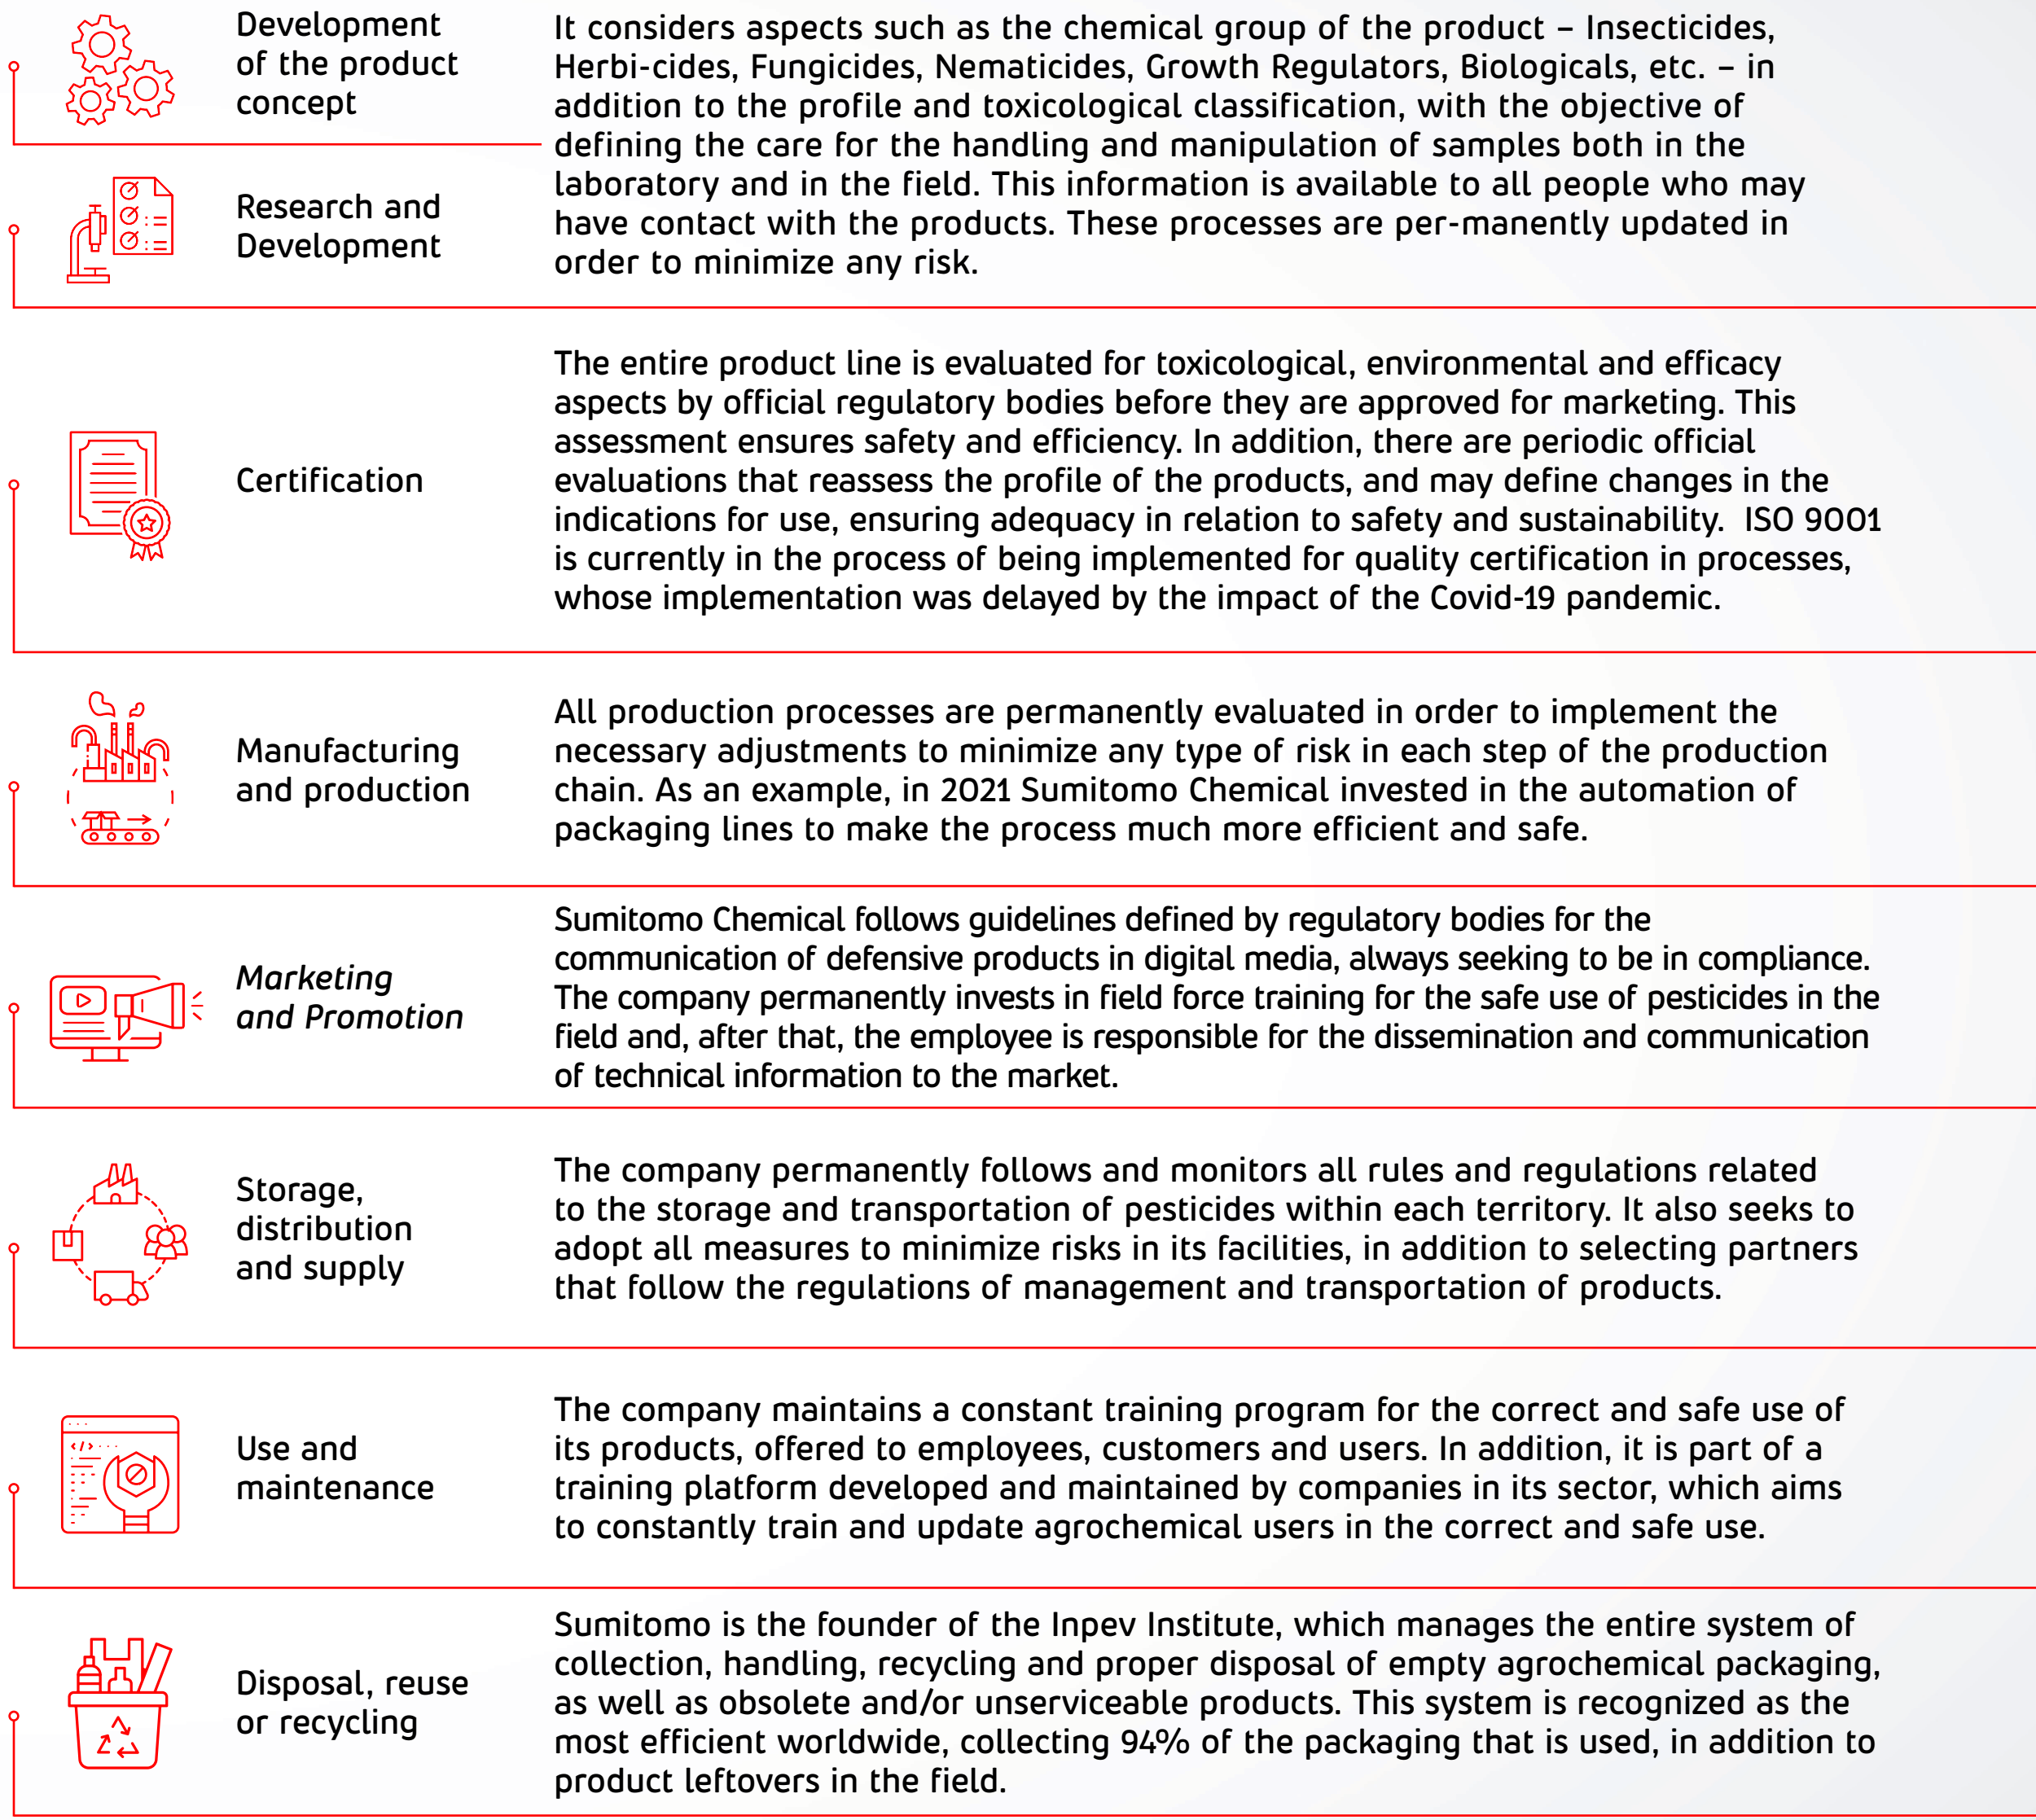 Development
of the product
concept
Research and
Development
It considers aspects such as the chemical group of the product – Insecticides,
Herbi-cides, Fungicides, Nematicides, Growth Regulators, Biologicals, etc. – in
addition to the profile and toxicological classification, with the objective of
defining the care for the handling and manipulation of samples both in the
laboratory and in the field. This information is available to all people who may
have contact with the products. These processes are per-manently updated in
order to minimize any risk.
Certification
The entire product line is evaluated for toxicological, environmental and efficacy
aspects by official regulatory bodies before they are approved for marketing. This
assessment ensures safety and efficiency. In addition, there are periodic official
evaluations that reassess the profile of the products, and may define changes in the
indications for use, ensuring adequacy in relation to safety and sustainability.  ISO 9001
is currently in the process of being implemented for quality certification in processes,
whose implementation was delayed by the impact of the Covid-19 pandemic.
Manufacturing
and production
All production processes are permanently evaluated in order to implement the
necessary adjustments to minimize any type of risk in each step of the production
chain. As an example, in 2021 Sumitomo Chemical invested in the automation of
packaging lines to make the process much more efficient and safe.
Marketing
and Promotion
Sumitomo Chemical follows guidelines defined by regulatory bodies for the
communication of defensive products in digital media, always seeking to be in compliance.
The company permanently invests in field force training for the safe use of pesticides in the
field and, after that, the employee is responsible for the dissemination and communication
of technical information to the market.
Storage,
distribution
and supply
The company permanently follows and monitors all rules and regulations related
to the storage and transportation of pesticides within each territory. It also seeks to
adopt all measures to minimize risks in its facilities, in addition to selecting partners
that follow the regulations of management and transportation of products.
Use and
maintenance
The company maintains a constant training program for the correct and safe use of
its products, offered to employees, customers and users. In addition, it is part of a
training platform developed and maintained by companies in its sector, which aims
to constantly train and update agrochemical users in the correct and safe use.
Disposal, reuse
or recycling
Sumitomo is the founder of the Inpev Institute, which manages the entire system of
collection, handling, recycling and proper disposal of empty agrochemical packaging,
as well as obsolete and/or unserviceable products. This system is recognized as the
most efficient worldwide, collecting 94% of the packaging that is used, in addition to
product leftovers in the field.